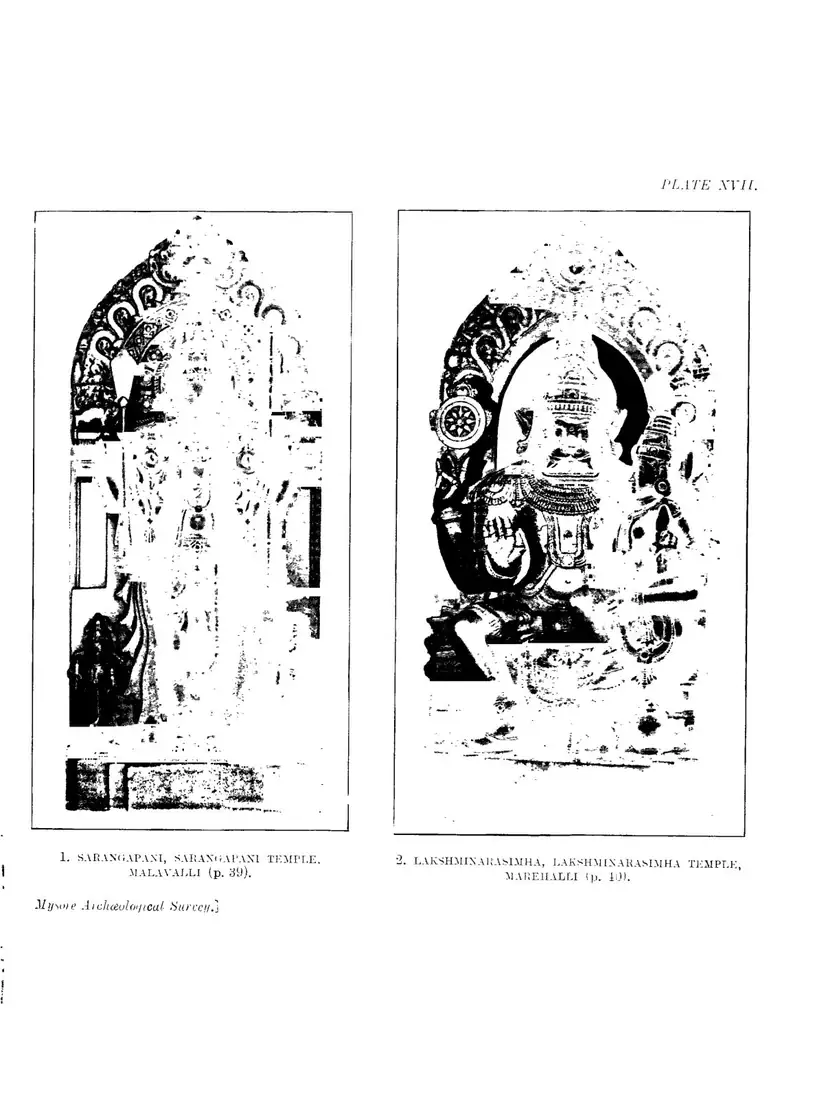 PLATE XVII.
1. SARANGAPANI, SARANGAPANI TEMPLE,
MALAVALLI (p. 39).
2. LAKSHMINARASIMHA, LAKSHMINARASIMHA TEMPLE,
MAREHALLI (p. 40).
Mysore Archæological Survey.]